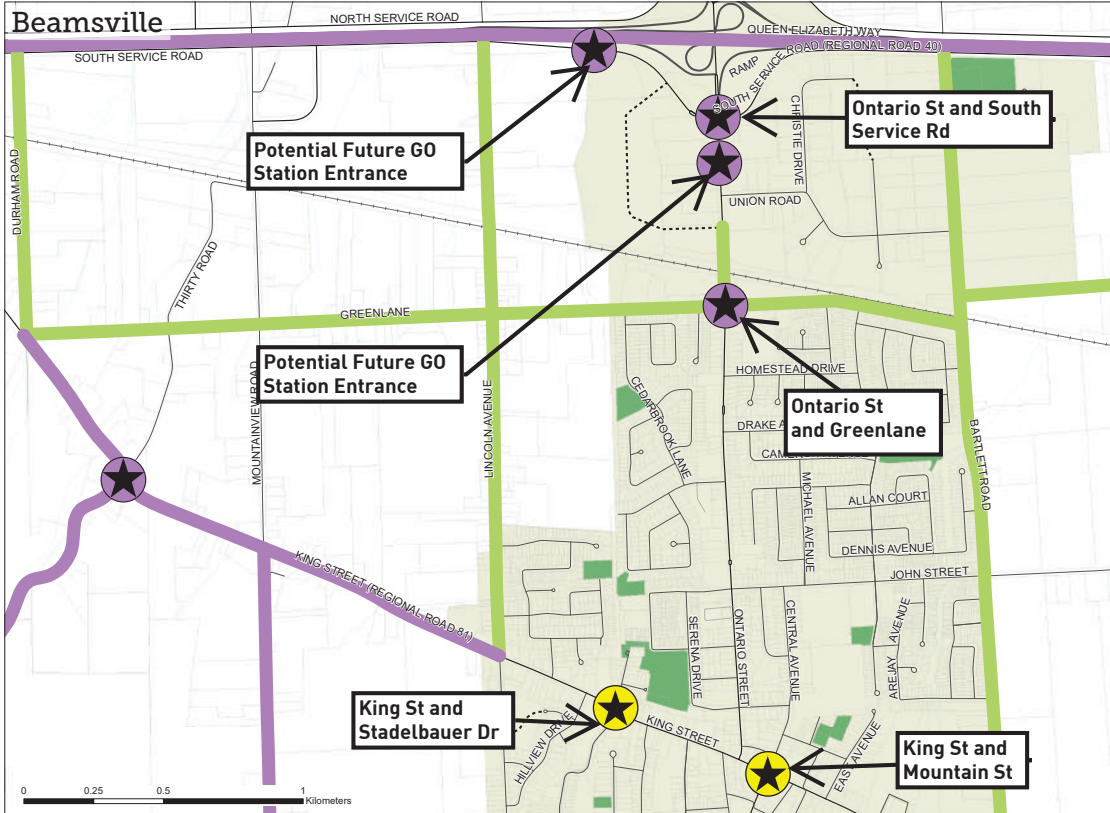 Beamsville
NORTH SERVICE ROAD
QUEEN ELIZABETH WAY
SOUTH SERVICE ROAD
SOUTH SERVICE ROAD (REGIONAL ROAD 40)
RAMP
Ontario St and South
Service Rd
CHRISTIE DRIVE
Potential Future GO
Station Entrance
DURHAM ROAD
UNION ROAD
THIRTY ROAD
GREENLANE
Potential Future GO
Station Entrance
MOUNTAINVIEW ROAD
LINCOLN AVENUE
HOMESTEAD DRIVE
CEDARBROOK LANE
Ontario St
and Greenlane
DRAKE A
CAMER
BARTLETT ROAD
MICHAEL AVENUE
ALLAN COURT
DENNIS AVENUE
JOHN STREET
KING STREET (REGIONAL ROAD 81)
SERENA DRIVE
ONTARIO STREET
CENTRAL AVENUE
AREJAY AVENUE
King St and
Stadelbauer Dr
HILLVIEW DRIVE
KING STREET
EAST AVENUE
King St and
Mountain St
0 0.25 0.5 1
Kilometers